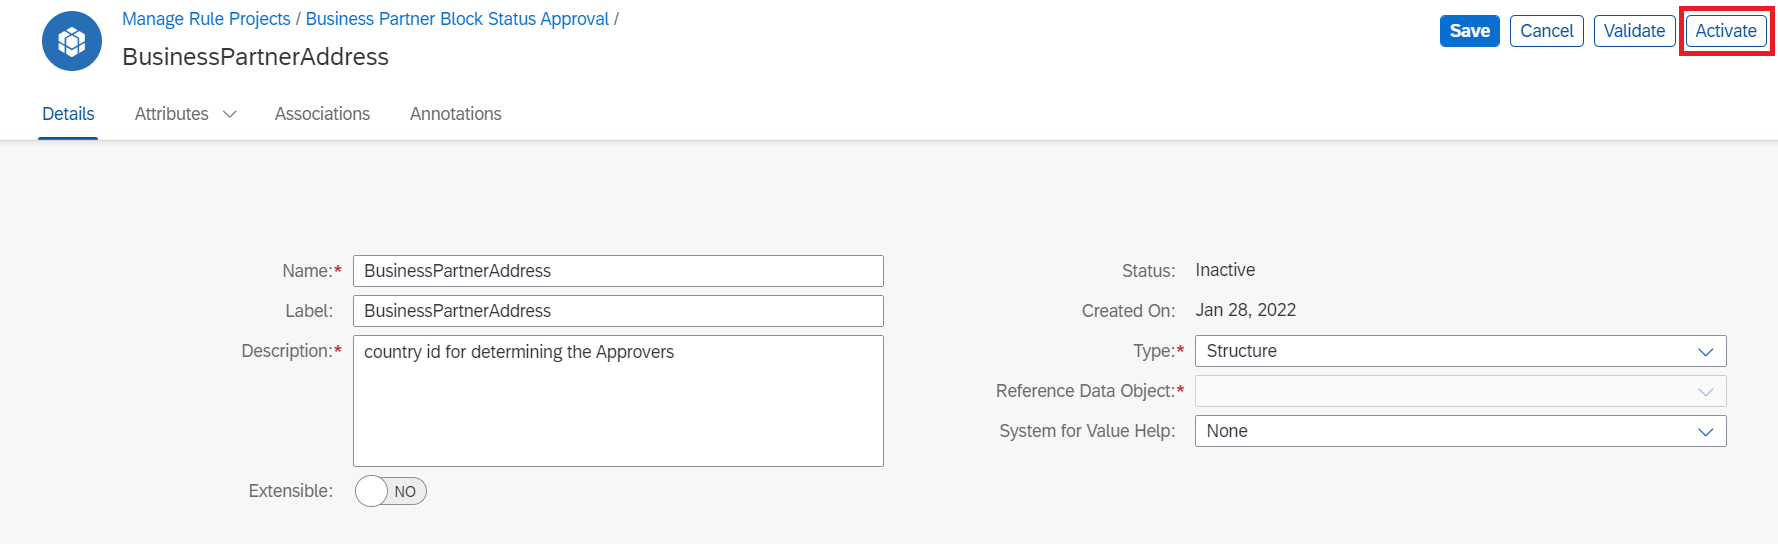 Manage Rule Projects / Business Partner Block Status Approval /
BusinessPartnerAddress
Save Cancel Validate Activate
Details Attributes Associations Annotations
Name:* BusinessPartnerAddress
Label: BusinessPartnerAddress
Description:* country id for determining the Approvers
Extensible: NO
Status: Inactive
Created On: Jan 28, 2022
Type:* Structure
Reference Data Object:*
System for Value Help: None